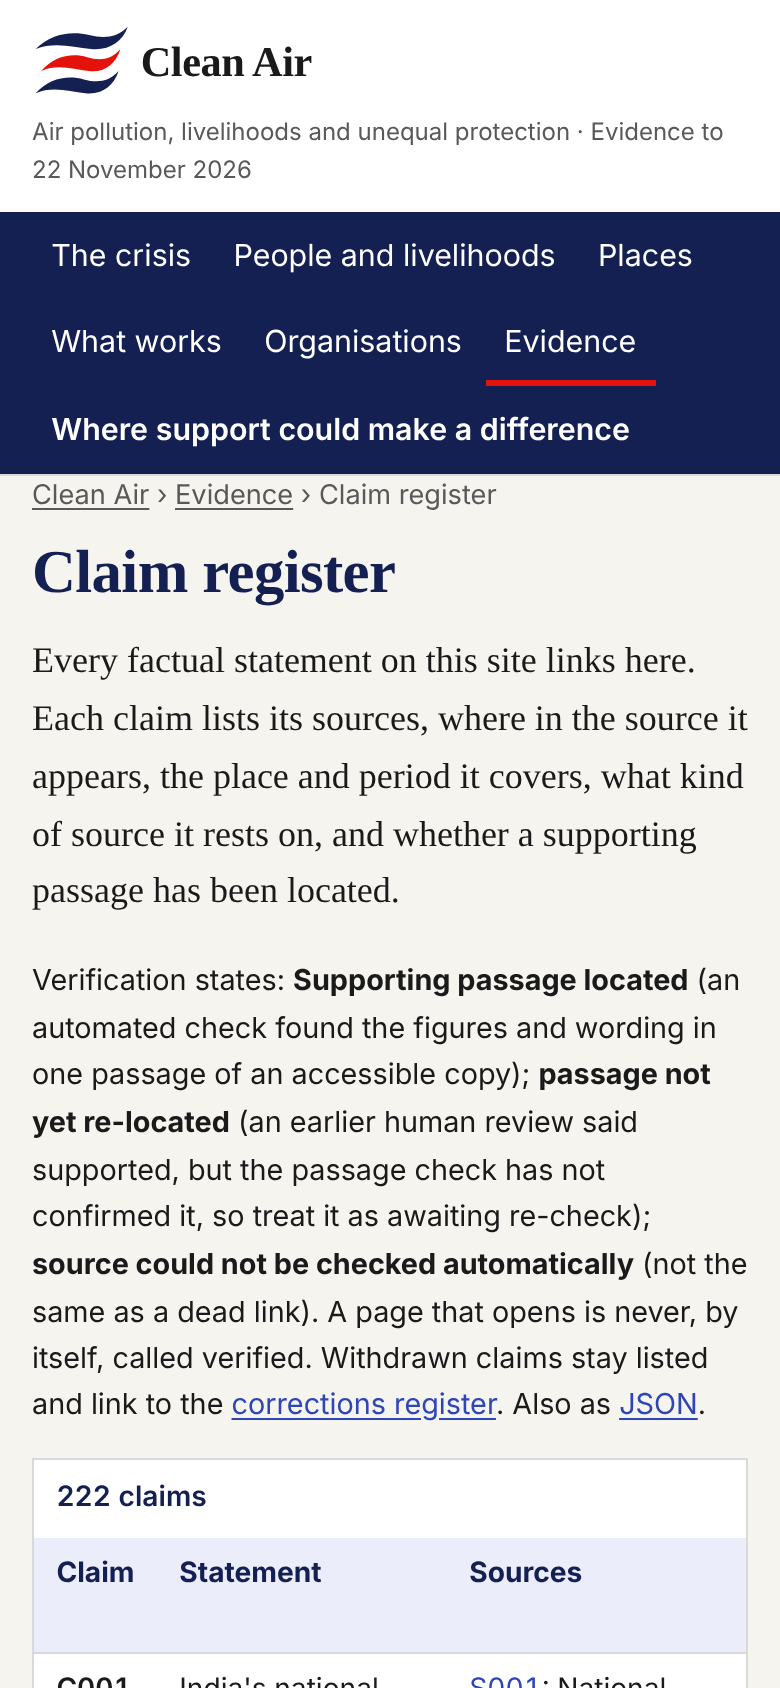 Clean Air
Air pollution, livelihoods and unequal protection · Evidence to
22 November 2026
The crisis People and livelihoods Places
What works Organisations Evidence
Where support could make a difference
Clean Air › Evidence › Claim register
Claim register
Every factual statement on this site links here.
Each claim lists its sources, where in the source it
appears, the place and period it covers, what kind
of source it rests on, and whether a supporting
passage has been located.
Verification states: Supporting passage located (an
automated check found the figures and wording in
one passage of an accessible copy); passage not
yet re-located (an earlier human review said
supported, but the passage check has not
confirmed it, so treat it as awaiting re-check);
source could not be checked automatically (not the
same as a dead link). A page that opens is never, by
itself, called verified. Withdrawn claims stay listed
and link to the corrections register. Also as JSON.
222 claims
Claim Statement Sources
C001 India's national S001: National